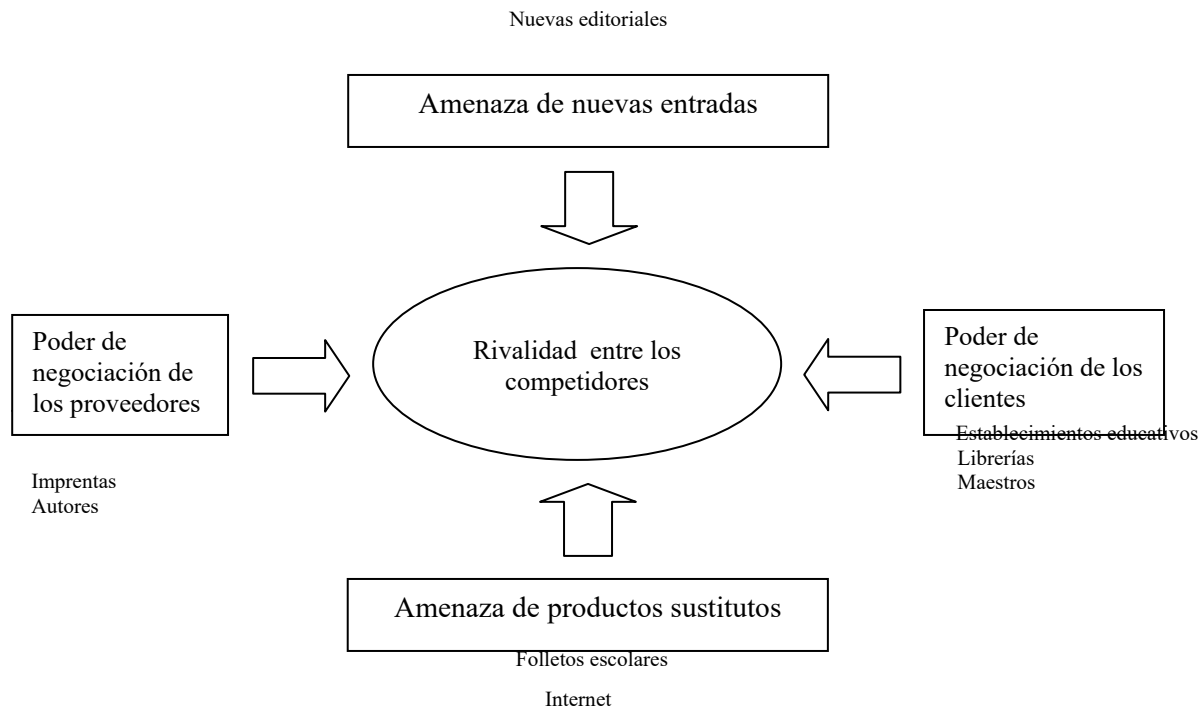 Nuevas editoriales
Amenaza de nuevas entradas
Poder de
negociación de
los proveedores
Imprentas
Autores
Rivalidad  entre los
competidores
Poder de
negociación de los
clientes
Establecimientos educativos
Librerías
Maestros
Amenaza de productos sustitutos
Folletos escolares
Internet